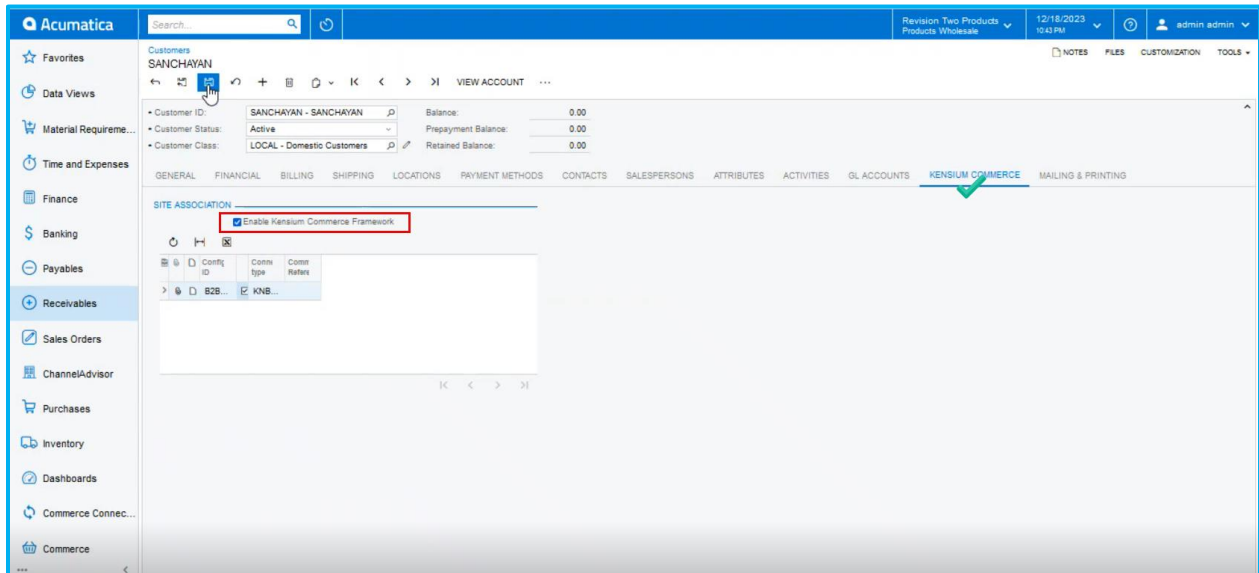 Acumatica
Search...
Revision Two Products
Products Wholesale
12/18/2023
10:43 PM
admin admin
Favorites
Data Views
Material Requireme...
Time and Expenses
Finance
Banking
Payables
Receivables
Sales Orders
ChannelAdvisor
Purchases
Inventory
Dashboards
Commerce Connec...
Commerce
Customers
SANCHAYAN
NOTES FILES CUSTOMIZATION TOOLS
VIEW ACCOUNT ...
Customer ID: SANCHAYAN - SANCHAYAN Balance: 0.00
Customer Status: Active Prepayment Balance: 0.00
Customer Class: LOCAL - Domestic Customers Retained Balance: 0.00
GENERAL FINANCIAL BILLING SHIPPING LOCATIONS PAYMENT METHODS CONTACTS SALESPERSONS ATTRIBUTES ACTIVITIES GL ACCOUNTS KENSIUM COMMERCE MAILING & PRINTING
SITE ASSOCIATION
Enable Kensium Commerce Framework
Config Conne Comm
ID type Refere
B2B... KNB...